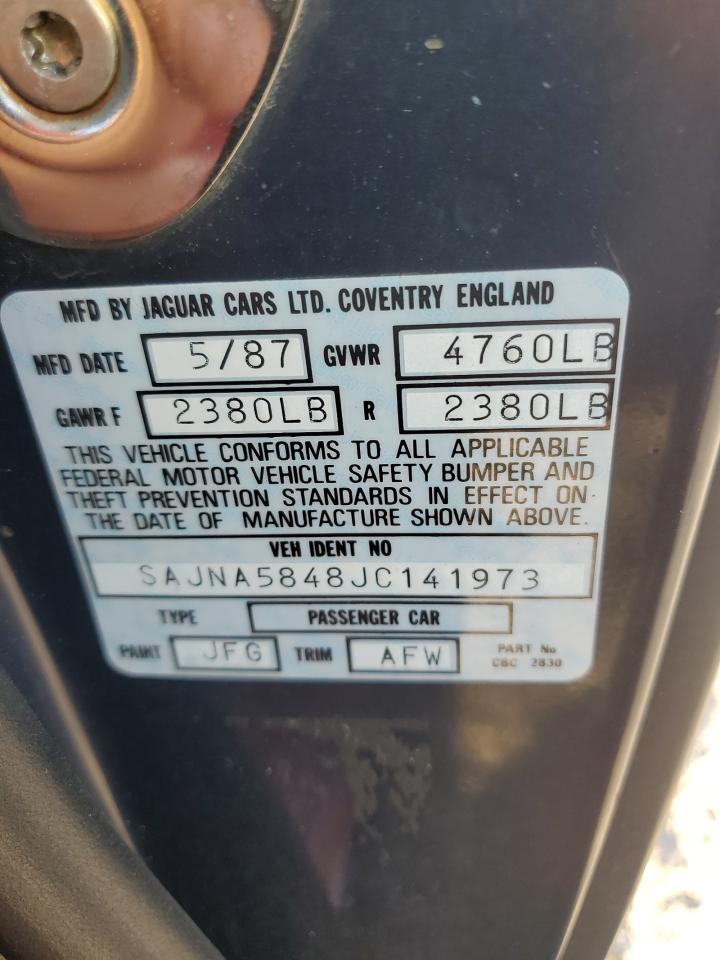 MFD BY JAGUAR CARS LTD. COVENTRY ENGLAND
MFD DATE 5/87 GVWR 4760LB
GAWR F 2380LB R 2380LB
THIS VEHICLE CONFORMS TO ALL APPLICABLE
FEDERAL MOTOR VEHICLE SAFETY BUMPER AND
THEFT PREVENTION STANDARDS IN EFFECT ON
THE DATE OF MANUFACTURE SHOWN ABOVE.
VEH IDENT NO
SAJNA5848JC141973
TYPE PASSENGER CAR
PAINT JFG TRIM AFW PART No
CBC 2830